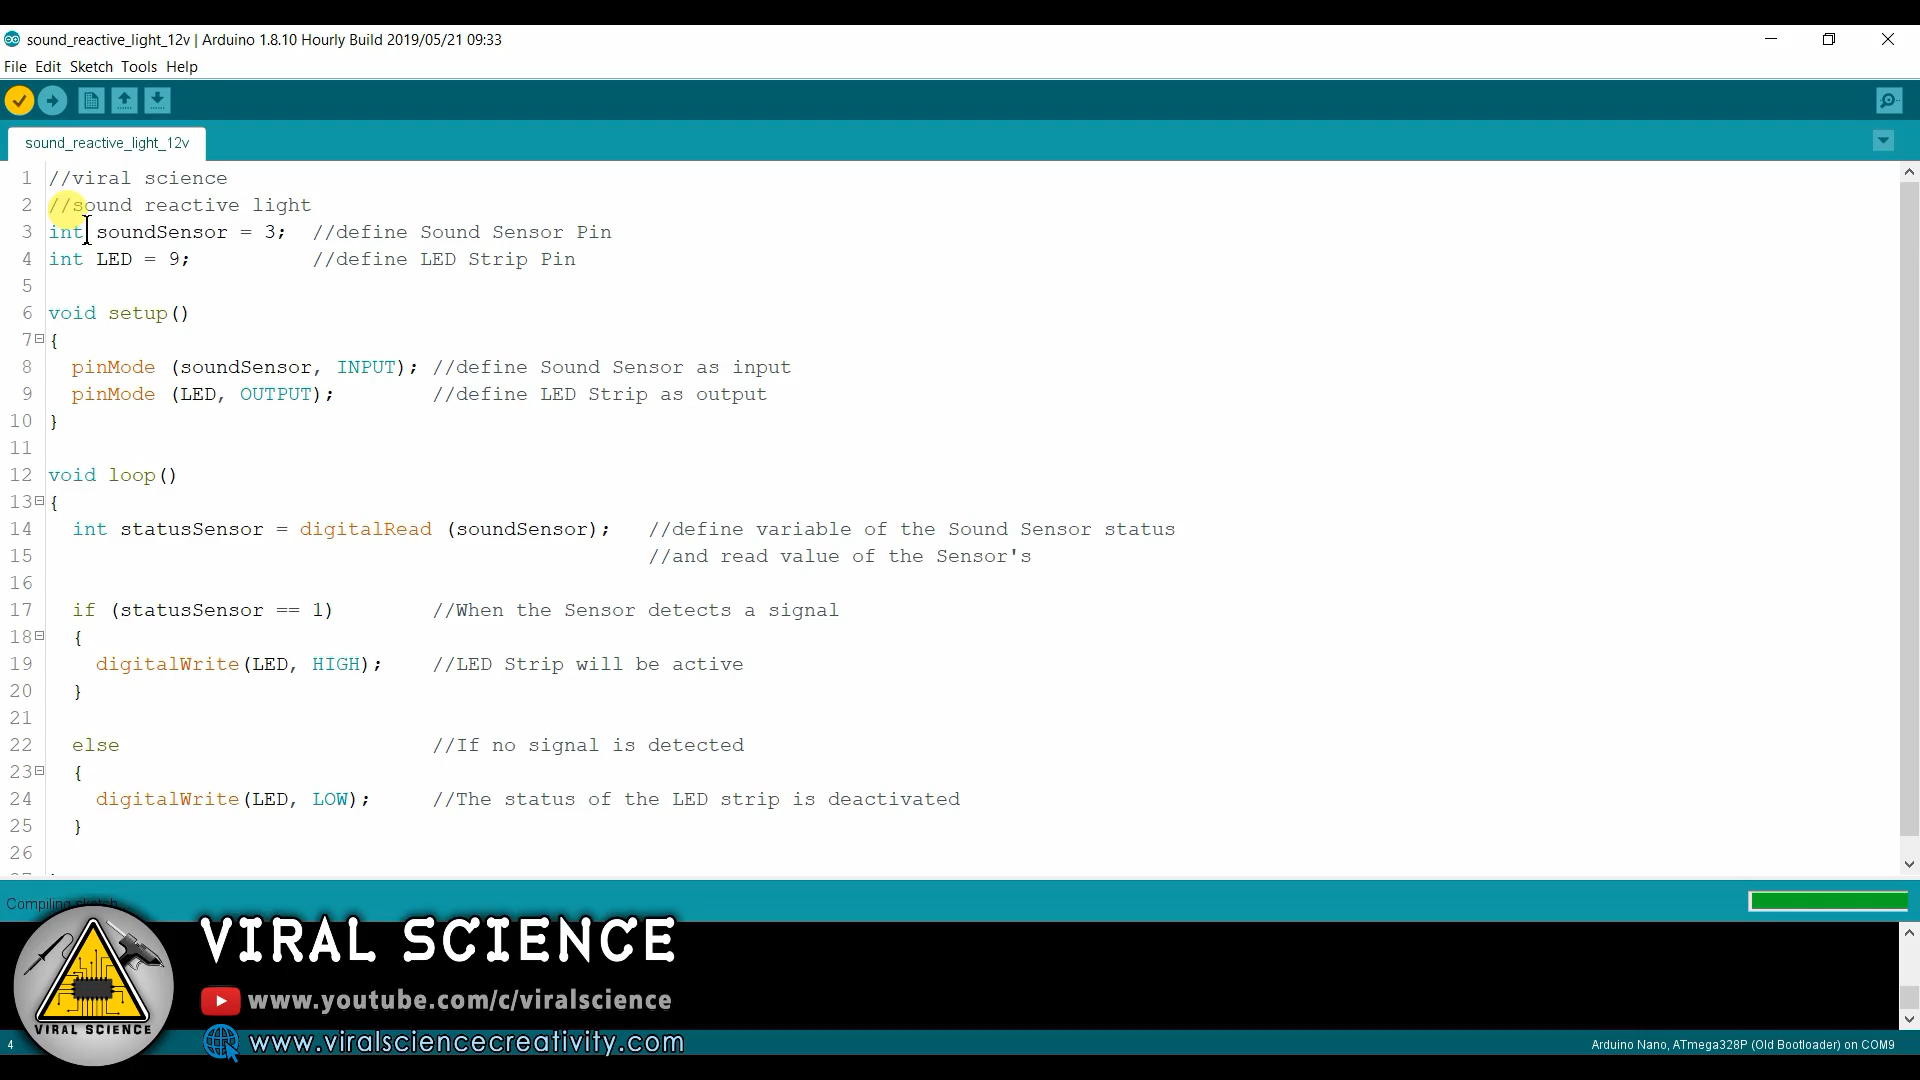 sound_reactive_light_12v | Arduino 1.8.10 Hourly Build 2019/05/21 09:33
File Edit Sketch Tools Help
sound_reactive_light_12v
1 //viral science
2 //sound reactive light
3 int soundSensor = 3; //define Sound Sensor Pin
4 int LED = 9; //define LED Strip Pin
5
6 void setup()
7 {
8 pinMode (soundSensor, INPUT); //define Sound Sensor as input
9 pinMode (LED, OUTPUT); //define LED Strip as output
10 }
11
12 void loop()
13 {
14 int statusSensor = digitalRead (soundSensor); //define variable of the Sound Sensor status
15 //and read value of the Sensor's
16
17 if (statusSensor == 1) //When the Sensor detects a signal
18 {
19 digitalWrite(LED, HIGH); //LED Strip will be active
20 }
21
22 else //If no signal is detected
23 {
24 digitalWrite(LED, LOW); //The status of the LED strip is deactivated
25 }
26
Compiling sketch...
VIRAL SCIENCE
www.youtube.com/c/viralscience
VIRAL SCIENCE
www.viralsciencecreativity.com
4
Arduino Nano, ATmega328P (Old Bootloader) on COM9